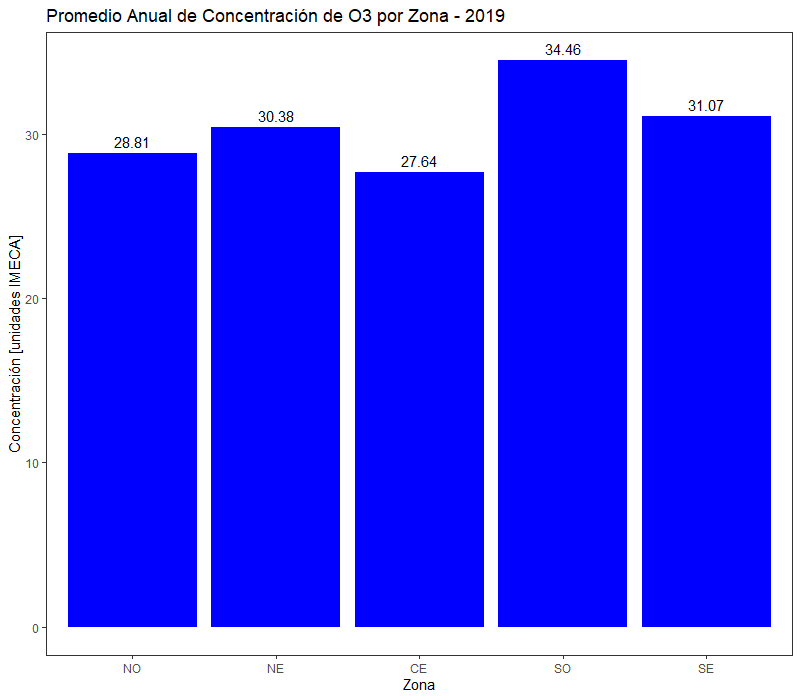 Promedio Anual de Concentración de O3 por Zona - 2019
34.46
31.07
30.38
28.81
27.64
30
20
10
0
Concentración [unidades IMECA]
NO NE CE SO SE
Zona